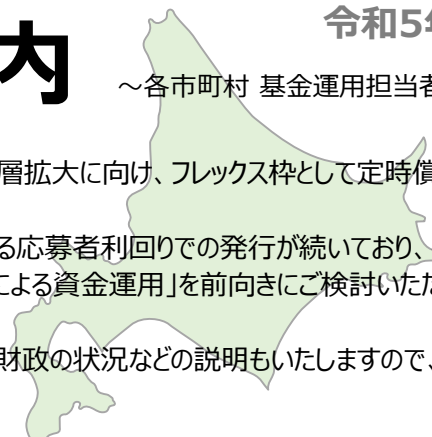 令和5年
内
～各市町村 基金運用担当者
層拡大に向け、フレックス枠として定時償
る応募者利回りでの発行が続いており、
による資金運用」を前向きにご検討いただ
財政の状況などの説明もいたしますので、